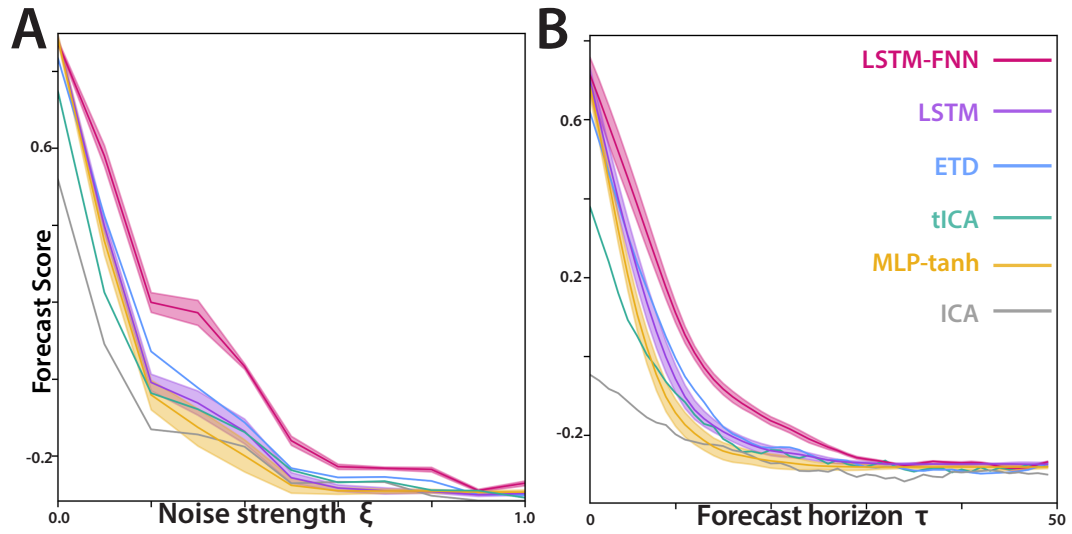 A
Forecast Score
0.6
-0.2
0.0
1.0
Noise strength ξ
B
0.6
0.2
-0.2
0
50
Forecast horizon τ
LSTM-FNN
LSTM
ETD
tICA
MLP-tanh
ICA